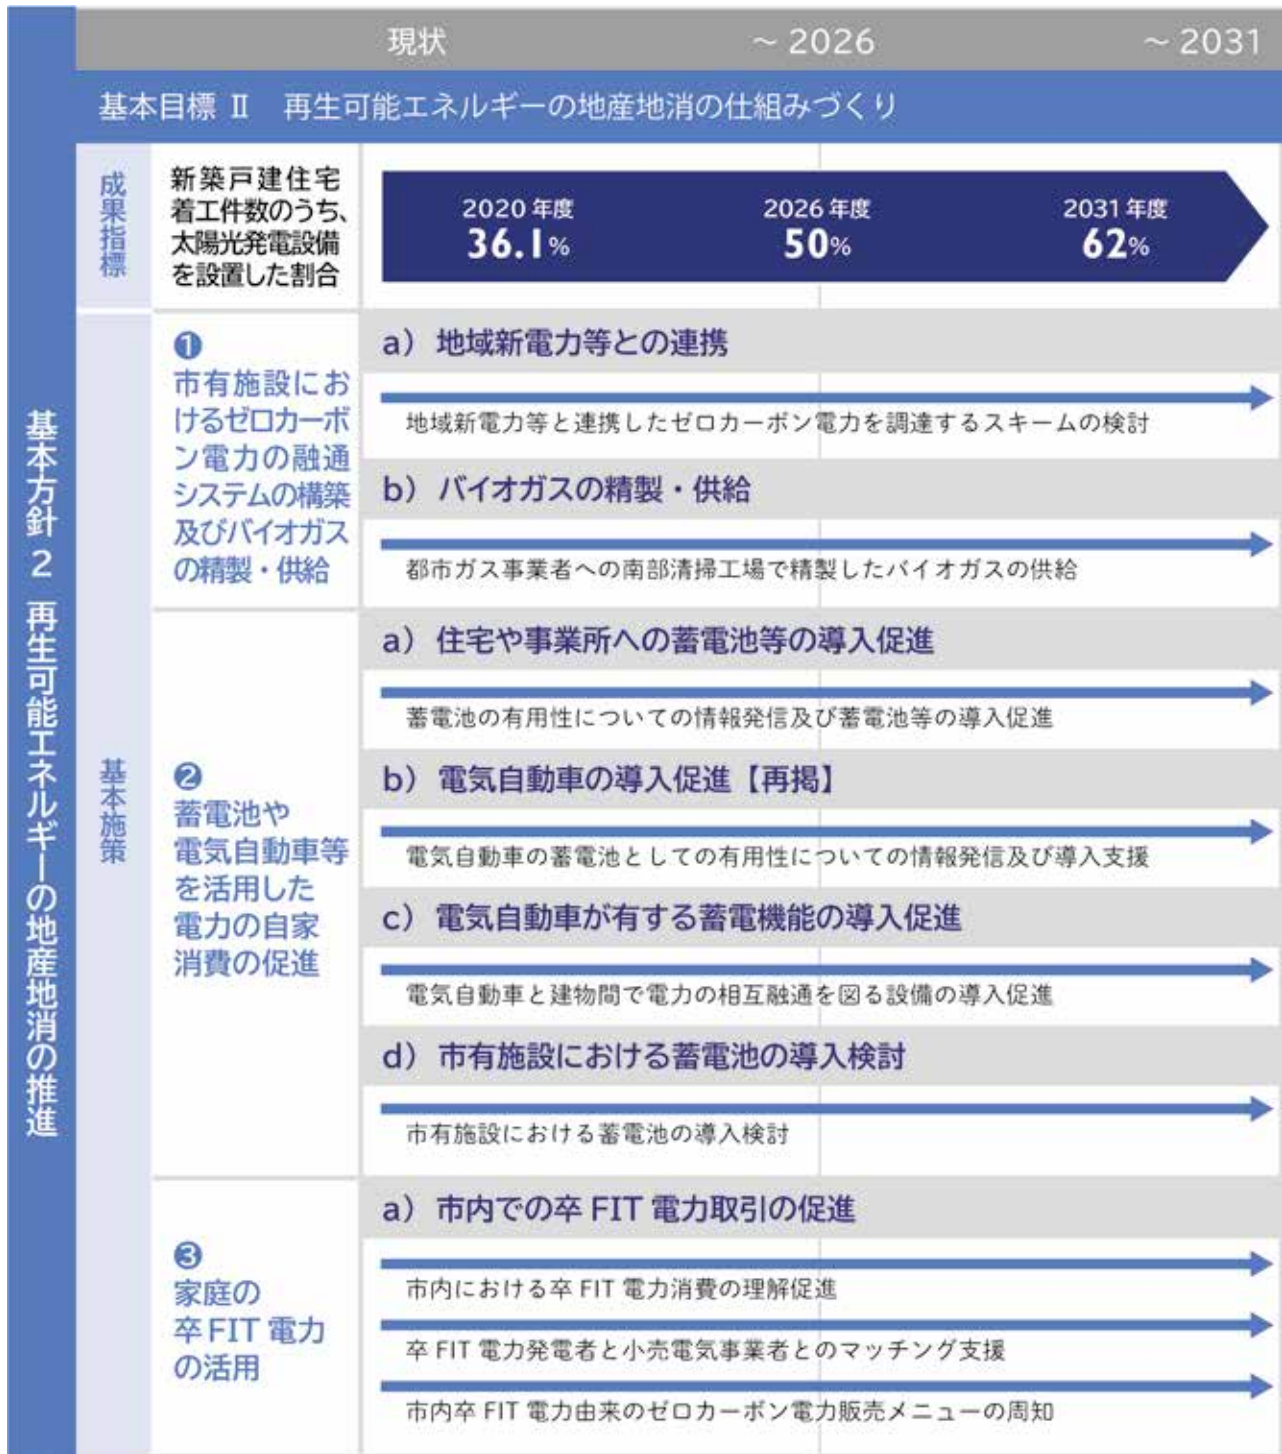 現状
～2026
～2031
基本方針 2 再生可能エネルギーの地産地消の推進
基本目標 Ⅱ 再生可能エネルギーの地産地消の仕組みづくり
成果指標
新築戸建住宅
着工件数のうち、
太陽光発電設備
を設置した割合
2020年度
36.1%
2026年度
50%
2031年度
62%
基本施策
❶
市有施設にお
けるゼロカーボ
ン電力の融通
システムの構築
及びバイオガス
の精製・供給
a）地域新電力等との連携
地域新電力等と連携したゼロカーボン電力を調達するスキームの検討
b）バイオガスの精製・供給
都市ガス事業者への南部清掃工場で精製したバイオガスの供給
❷
蓄電池や
電気自動車等
を活用した
電力の自家
消費の促進
a）住宅や事業所への蓄電池等の導入促進
蓄電池の有用性についての情報発信及び蓄電池等の導入促進
b）電気自動車の導入促進【再掲】
電気自動車の蓄電池としての有用性についての情報発信及び導入支援
c）電気自動車が有する蓄電機能の導入促進
電気自動車と建物間で電力の相互融通を図る設備の導入促進
d）市有施設における蓄電池の導入検討
市有施設における蓄電池の導入検討
❸
家庭の
卒FIT電力
の活用
a）市内での卒FIT電力取引の促進
市内における卒FIT電力消費の理解促進
卒FIT電力発電者と小売電気事業者とのマッチング支援
市内卒FIT電力由来のゼロカーボン電力販売メニューの周知